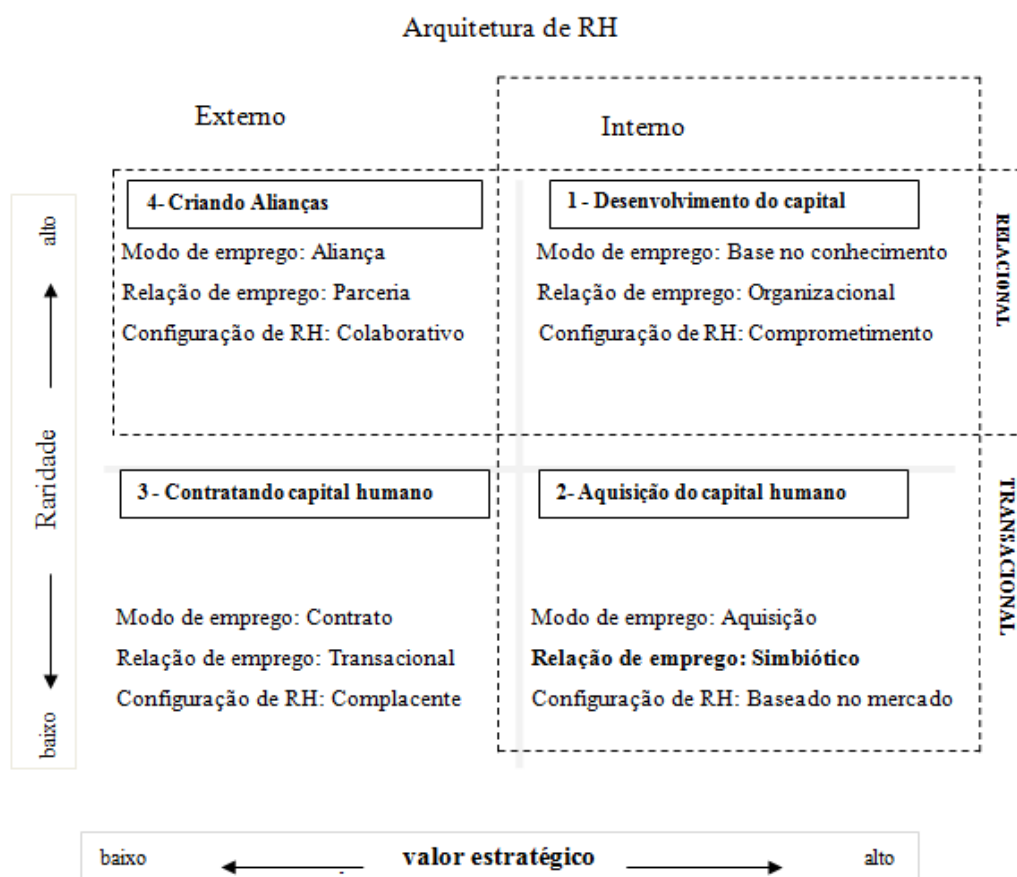 Arquitetura de RH
Externo
Interno
4- Criando Alianças
Modo de emprego: Aliança
Relação de emprego: Parceria
Configuração de RH: Colaborativo
1 - Desenvolvimento do capital
Modo de emprego: Base no conhecimento
Relação de emprego: Organizacional
Configuração de RH: Comprometimento
RELACIONAL
alto
Raridade
baixo
3 - Contratando capital humano
Modo de emprego: Contrato
Relação de emprego: Transacional
Configuração de RH: Complacente
2- Aquisição do capital humano
Modo de emprego: Aquisição
Relação de emprego: Simbiótico
Configuração de RH: Baseado no mercado
TRANSACIONAL
baixo valor estratégico alto